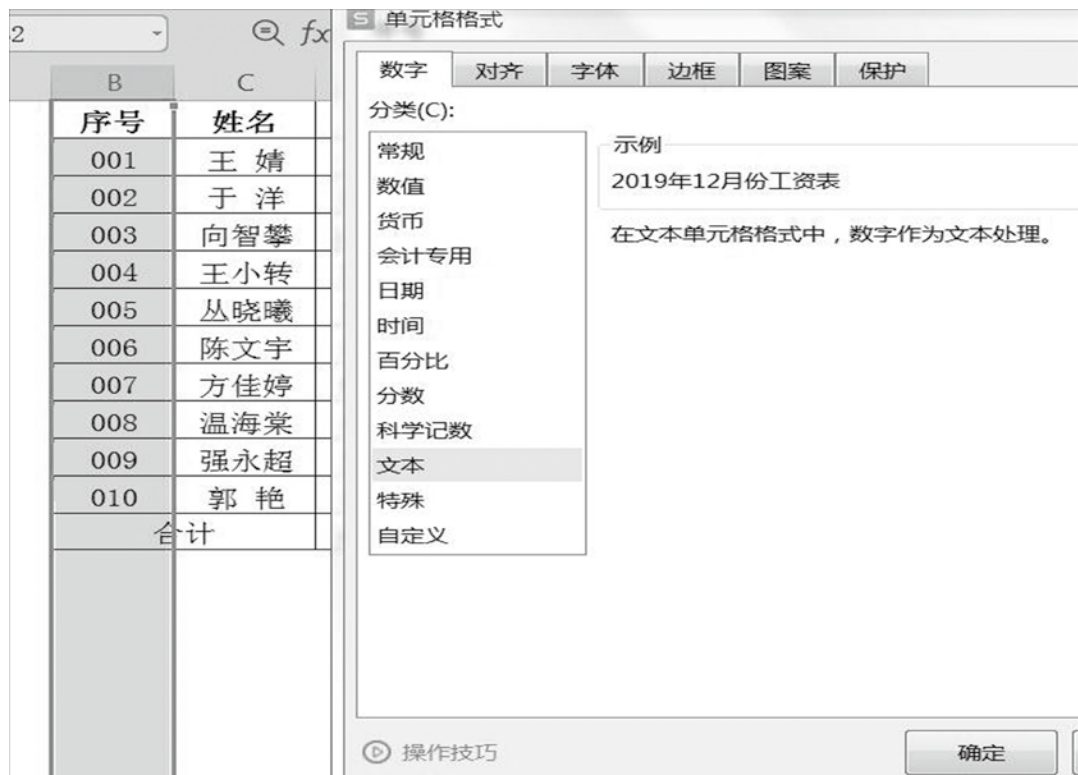 2
fx
B C
序号 姓名
001 王 婧
002 于 洋
003 向智攀
004 王小转
005 丛晓曦
006 陈文宇
007 方佳婷
008 温海棠
009 强永超
010 郭 艳
合计
S 单元格格式
数字 对齐 字体 边框 图案 保护
分类(C):
常规
数值
货币
会计专用
日期
时间
百分比
分数
科学记数
文本
特殊
自定义
示例
2019年12月份工资表
在文本单元格格式中，数字作为文本处理。
操作技巧
确定